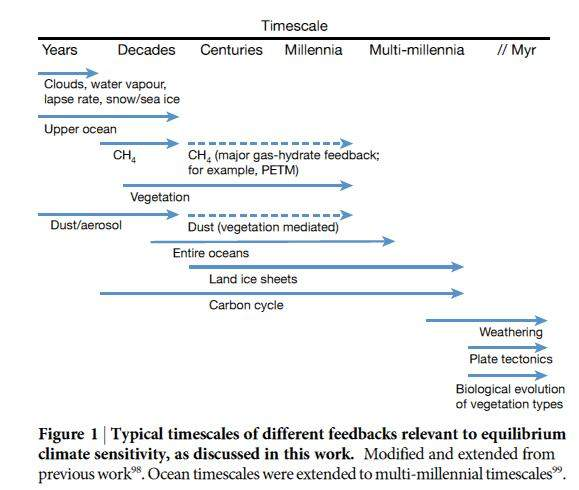 Timescale
Years Decades Centuries Millennia Multi-millennia // Myr
Clouds, water vapour,
lapse rate, snow/sea ice
Upper ocean
CH₄
CH₄ (major gas-hydrate feedback;
for example, PETM)
Vegetation
Dust/aerosol
Dust (vegetation mediated)
Entire oceans
Land ice sheets
Carbon cycle
Weathering
Plate tectonics
Biological evolution
of vegetation types
Figure 1 | Typical timescales of different feedbacks relevant to equilibrium
climate sensitivity, as discussed in this work. Modified and extended from
previous work⁹⁸. Ocean timescales were extended to multi-millennial timescales⁹⁹.